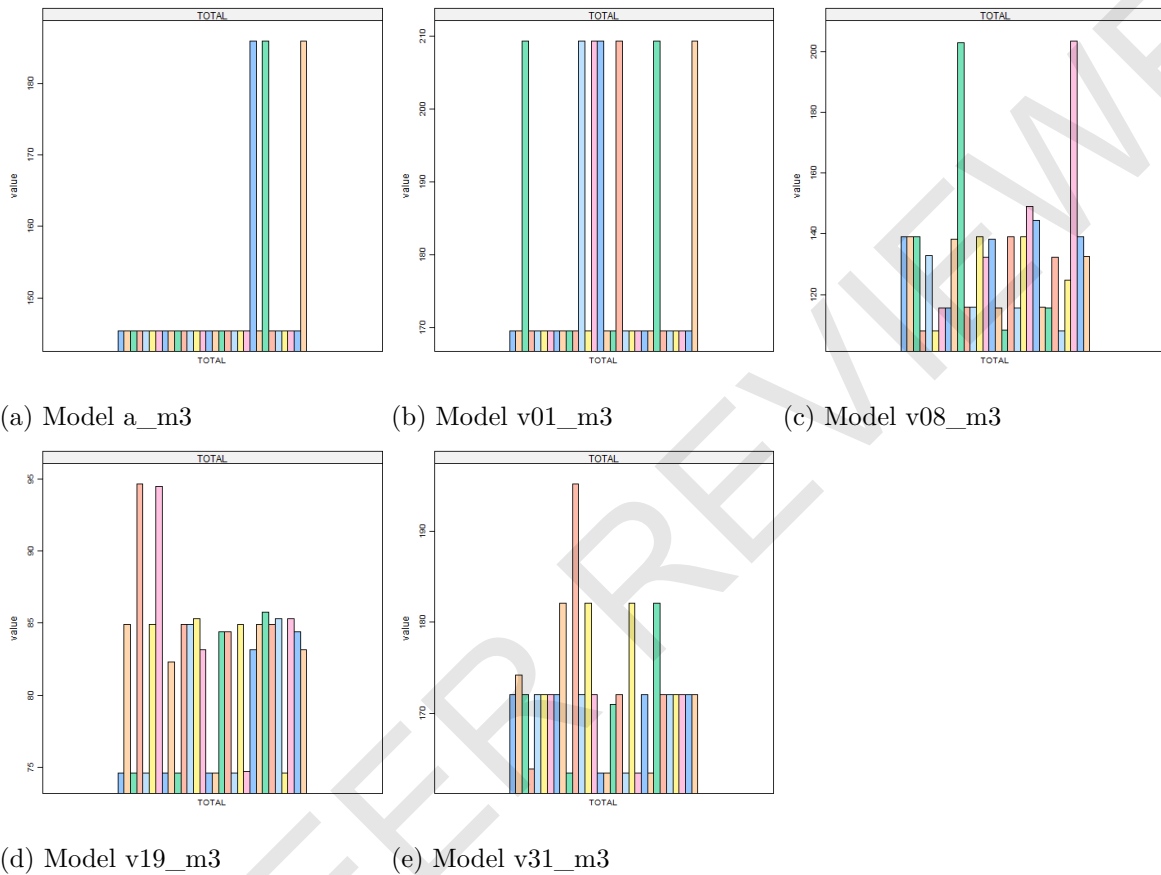 TOTAL
value
180
170
160
150
TOTAL
(a) Model a_m3
TOTAL
value
210
200
190
180
170
TOTAL
(b) Model v01_m3
TOTAL
value
200
180
160
140
120
TOTAL
(c) Model v08_m3
TOTAL
value
95
90
85
80
75
TOTAL
(d) Model v19_m3
TOTAL
value
190
180
170
TOTAL
(e) Model v31_m3
EER REVIEWE